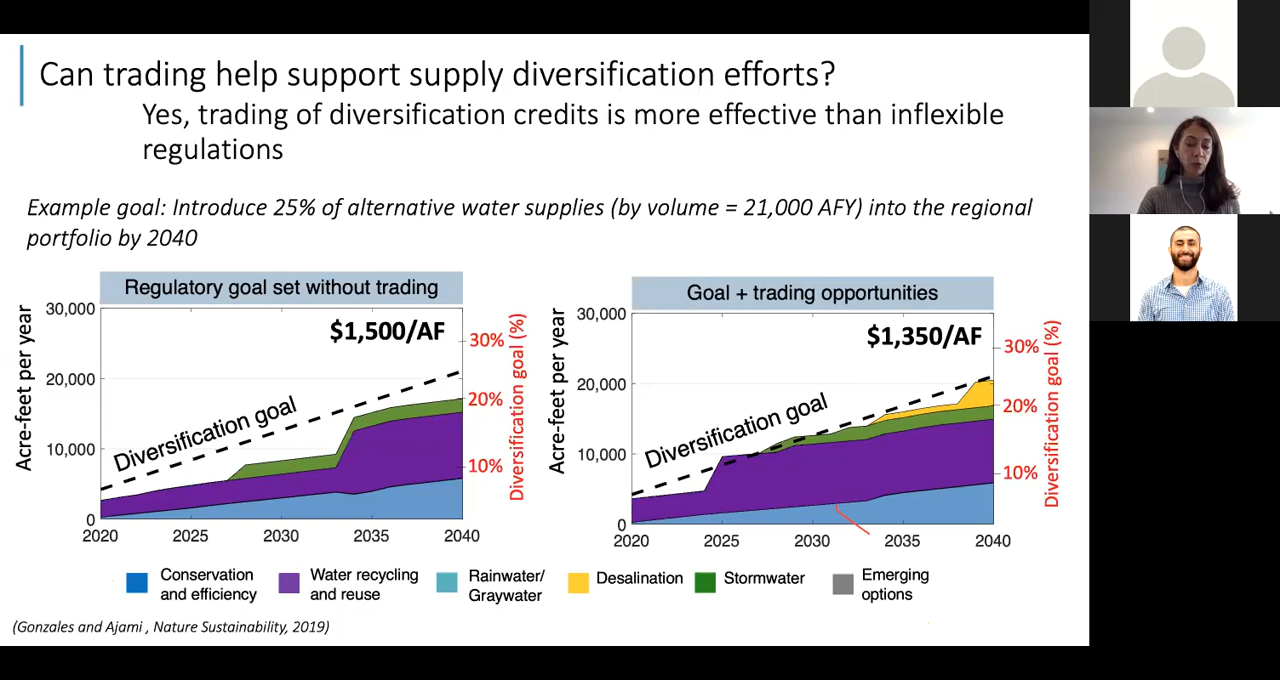 Can trading help support supply diversification efforts?
Yes, trading of diversification credits is more effective than inflexible
regulations
Example goal: Introduce 25% of alternative water supplies (by volume = 21,000 AFY) into the regional
portfolio by 2040
Regulatory goal set without trading
Acre-feet per year
30,000
20,000
10,000
0
$1,500/AF
Diversification goal
30%
20%
10%
Diversification goal (%)
2020 2025 2030 2035 2040
Goal + trading opportunities
Acre-feet per year
30,000
20,000
10,000
0
$1,350/AF
Diversification goal
30%
20%
10%
Diversification goal (%)
2020 2025 2030 2035 2040
Conservation
and efficiency
Water recycling
and reuse
Rainwater/
Graywater
Desalination
Stormwater
Emerging
options
(Gonzales and Ajami , Nature Sustainability, 2019)